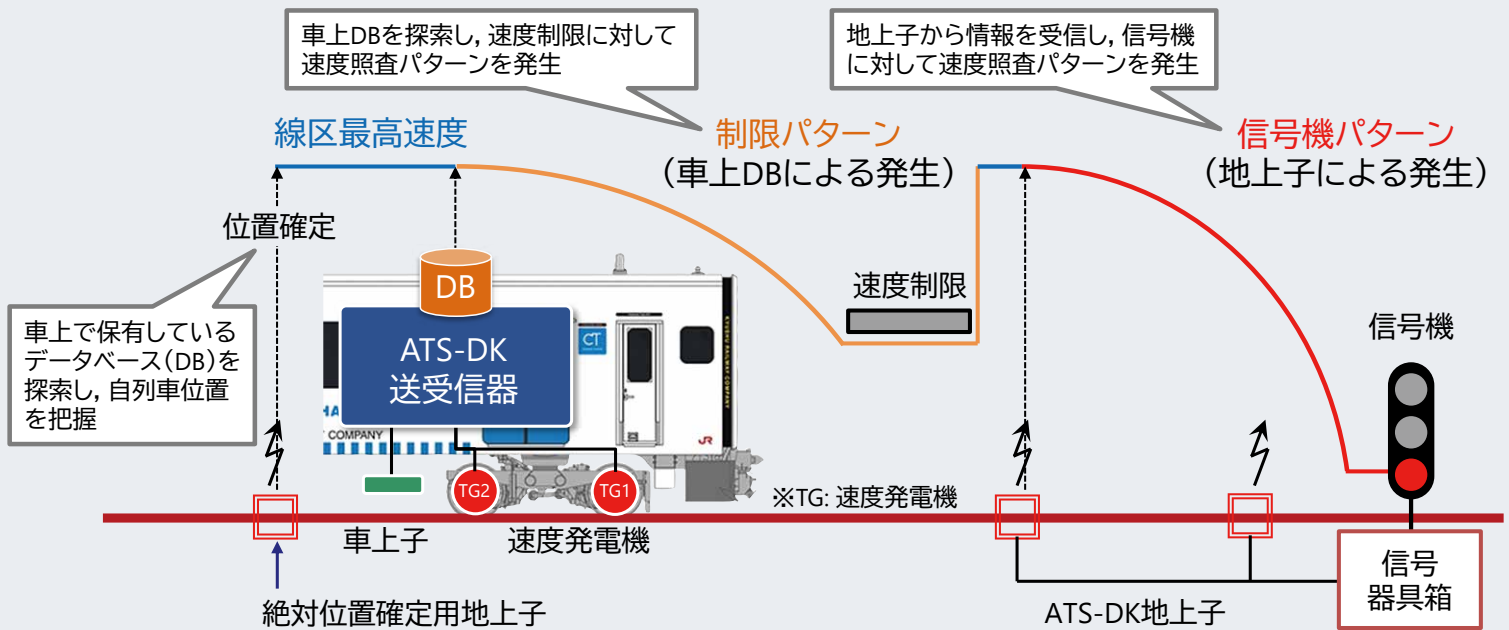 車上DBを探索し，速度制限に対して
速度照査パターンを発生
地上子から情報を受信し，信号機
に対して速度照査パターンを発生
線区最高速度
制限パターン
（車上DBによる発生）
信号機パターン
（地上子による発生）
位置確定
車上で保有している
データベース（DB）を
探索し，自列車位置
を把握
DB
ATS-DK
送受信器
CT
KYUSHU RAILWAY COMPANY
HA
T COMPANY
JR
速度制限
信号機
TG2
TG1
※TG: 速度発電機
車上子
速度発電機
絶対位置確定用地上子
ATS-DK地上子
信号
器具箱